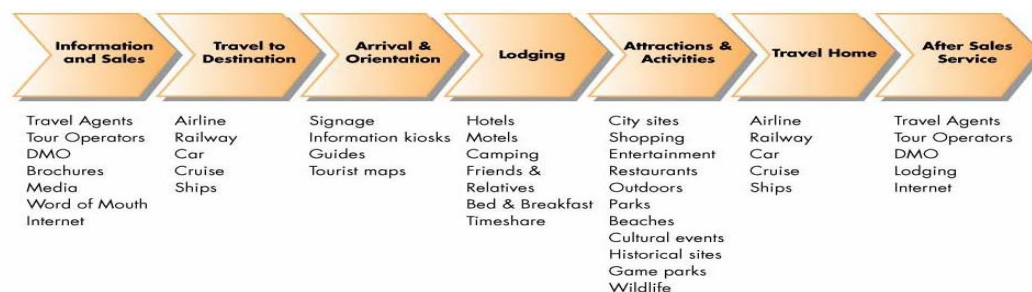 Information
and Sales
Travel to
Destination
Arrival &
Orientation
Lodging
Attractions &
Activities
Travel Home
After Sales
Service
Travel Agents
Tour Operators
DMO
Brochures
Media
Word of Mouth
Internet
Airline
Railway
Car
Cruise
Ships
Signage
Information kiosks
Guides
Tourist maps
Hotels
Motels
Camping
Friends &
Relatives
Bed & Breakfast
Timeshare
City sites
Shopping
Entertainment
Restaurants
Outdoors
Parks
Beaches
Cultural events
Historical sites
Game parks
Wildlife
Airline
Railway
Car
Cruise
Ships
Travel Agents
Tour Operators
DMO
Lodging
Internet